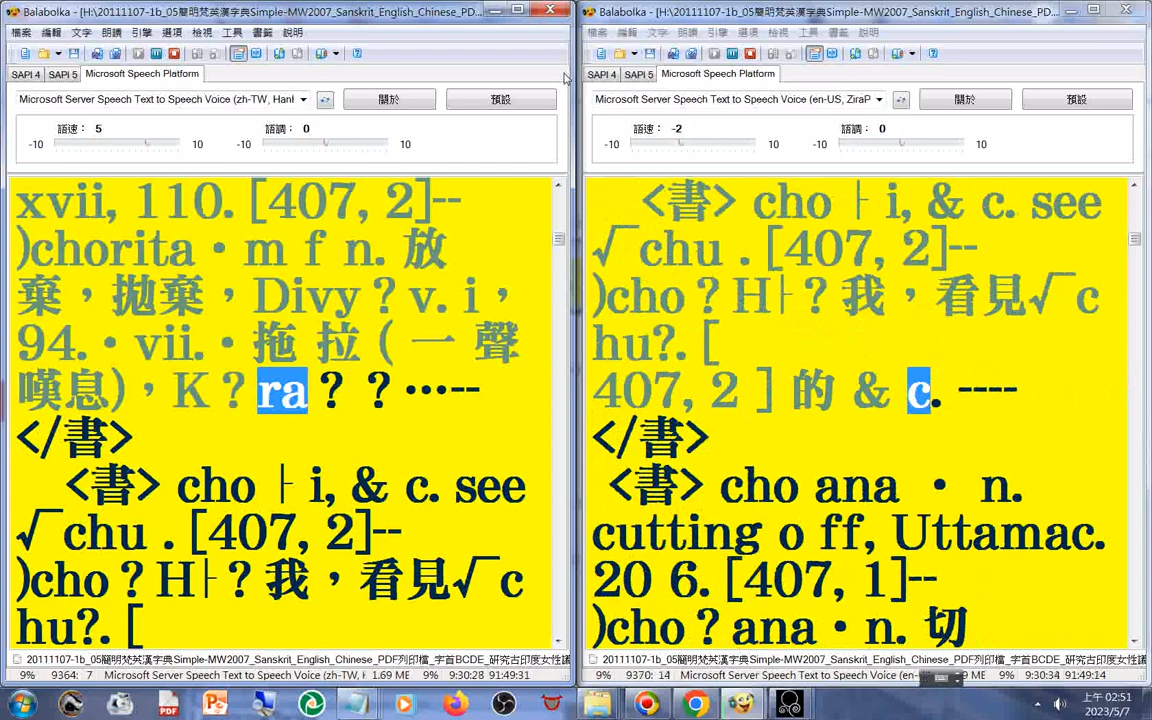 Balabolka - [H:\20111107-1b_05簡明梵英漢字典Simple-MW2007_Sanskrit_English_Chinese_PD...
檔案 編輯 文字 朗讀 引擎 選項 檢視 工具 書籤 說明
SAPI 4 SAPI 5 Microsoft Speech Platform
Microsoft Server Speech Text to Speech Voice (zh-TW, Hanl 關於 預設
語速： 5 語調： 0
-10 10 -10 10
xvii, 110. [407, 2]--
)chorita‧m f n. 放
棄，拋棄，Divy？v. i，
94.‧vii.‧拖 拉 ( 一 聲
嘆息)，K？ra？？…--
</書>
<書> cho├i, & c. see
√chu . [407, 2]--
)cho？H├？我，看見√c
hu?. [
20111107-1b_05簡明梵英漢字典Simple-MW2007_Sanskrit_English_Chinese_PDF列印檔_字首BCDE_研究古印度女性議
9% 9364: 7 Microsoft Server Speech Text to Speech Voice (zh-TW, H 1.69 ME 9% 9:30:28 91:49:31
Balabolka - [H:\20111107-1b_05簡明梵英漢字典Simple-MW2007_Sanskrit_English_Chinese_PDF...
檔案 編輯 文字 朗讀 引擎 選項 檢視 工具 書籤 說明
SAPI 4 SAPI 5 Microsoft Speech Platform
Microsoft Server Speech Text to Speech Voice (en-US, ZiraP 關於 預設
語速： -2 語調： 0
-10 10 -10 10
<書> cho├i, & c. see
√chu . [407, 2]--
)cho？H├？我，看見√c
hu?. [
407, 2 ] 的 & c. ----
</書>
<書> cho ana ‧ n.
cutting o ff, Uttamac.
20 6. [407, 1]--
)cho？ana‧n. 切
20111107-1b_05簡明梵英漢字典Simple-MW2007_Sanskrit_English_Chinese_PDF列印檔_字首BCDE_研究古印度女性議
9% 9370: 14 Microsoft Server Speech Text to Speech Voice ME 9% 9:30:34 91:49:14
上午 02:51
2023/5/7